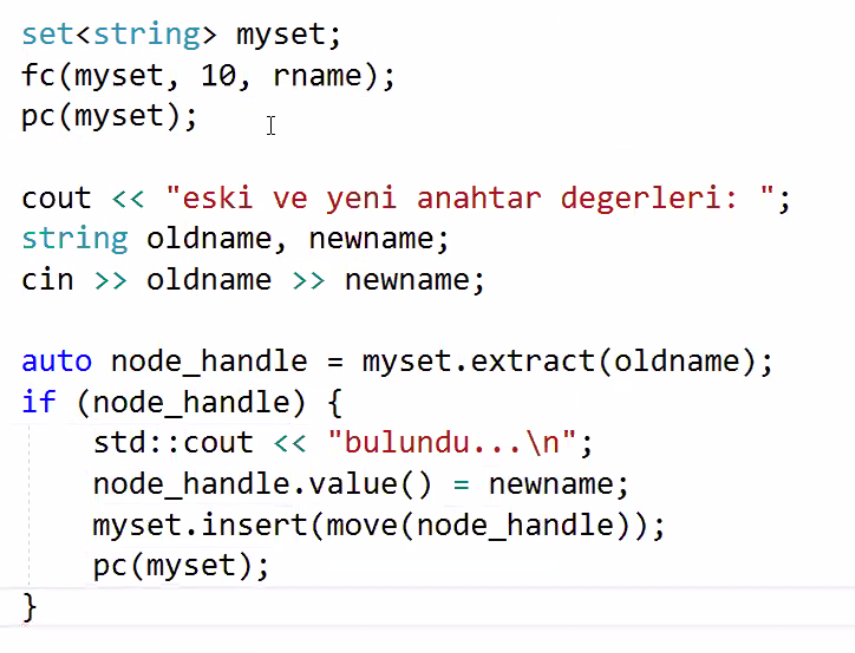 set<string> myset;
fc(myset, 10, rname);
pc(myset);
cout << "eski ve yeni anahtar degerleri: ";
string oldname, newname;
cin >> oldname >> newname;
auto node_handle = myset.extract(oldname);
if (node_handle) {
std::cout << "bulundu...\n";
node_handle.value() = newname;
myset.insert(move(node_handle));
pc(myset);
}